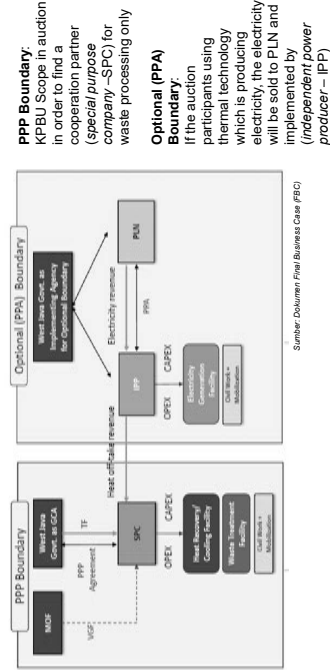 PPP Boundary
MOF
West Java
Govt. as GCA
VGF
PPP
Agreement
TF
SPC
OPEX
CAPEX
Heat Recovery/
Cooling Facility
Waste Treatment
Facility
Civil Work +
Mobilisation
Heat off-take revenue
Optional (PPA) Boundary
West Java Govt. as
Implementing Agency
for Optional Boundary
Electricity revenue
IPP
PPA
PLN
OPEX
CAPEX
Electricity
Generation
Facility
Civil Work +
Mobilisation
Sumber: Dokumen Final Business Case (FBC)
PPP Boundary:
KPBU Scope in auction
in order to find a
cooperation partner
(special purpose
company –SPC) for
waste processing only
Optional (PPA)
Boundary:
If the auction
participants using
thermal technology
which is producing
electricity, the electricity
will be sold to PLN and
implemented by
(independent power
producer – IPP)